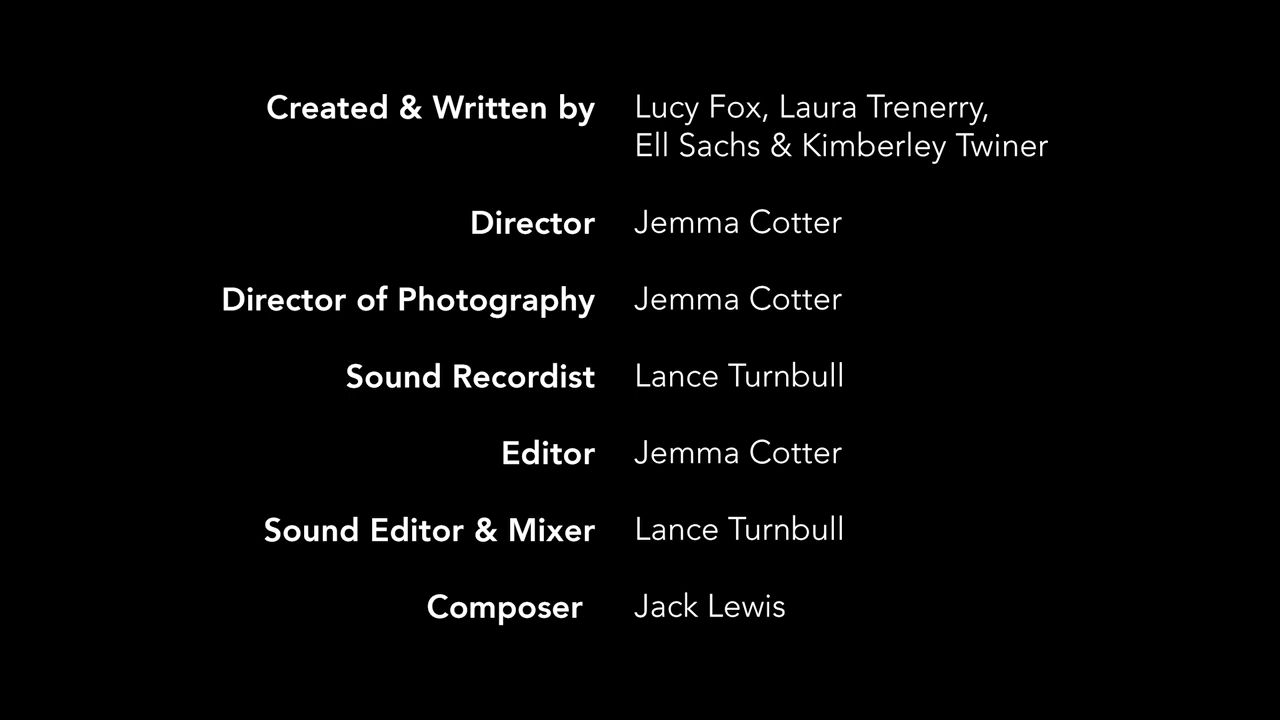 Created & Written by Lucy Fox, Laura Trenerry,
Ell Sachs & Kimberley Twiner
Director Jemma Cotter
Director of Photography Jemma Cotter
Sound Recordist Lance Turnbull
Editor Jemma Cotter
Sound Editor & Mixer Lance Turnbull
Composer Jack Lewis